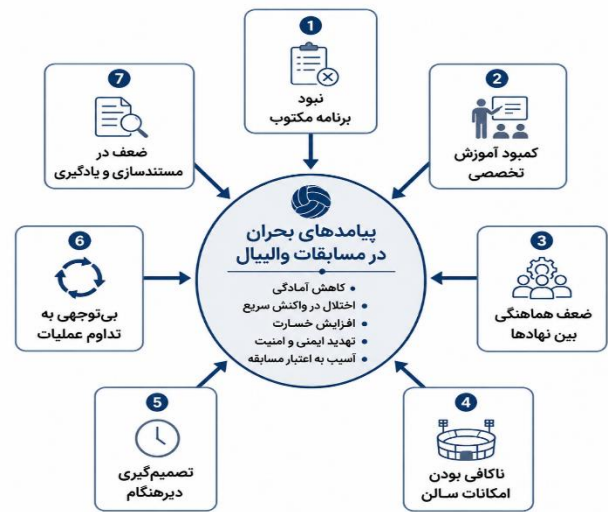 1
نبود
برنامه مکتوب
2
کمبود آموزش
تخصصی
3
ضعف هماهنگی
بین نهادها
4
ناکافی بودن
امکانات سالن
5
تصمیم‌گیری
دیرهنگام
6
بی‌توجهی به
تداوم عملیات
7
ضعف در
مستندسازی و یادگیری
پیامدهای بحران
در مسابقات والیبال
• کاهش آمادگی
• اختلال در واکنش سریع
• افزایش خسارت
• تهدید ایمنی و امنیت
• آسیب به اعتبار مسابقه